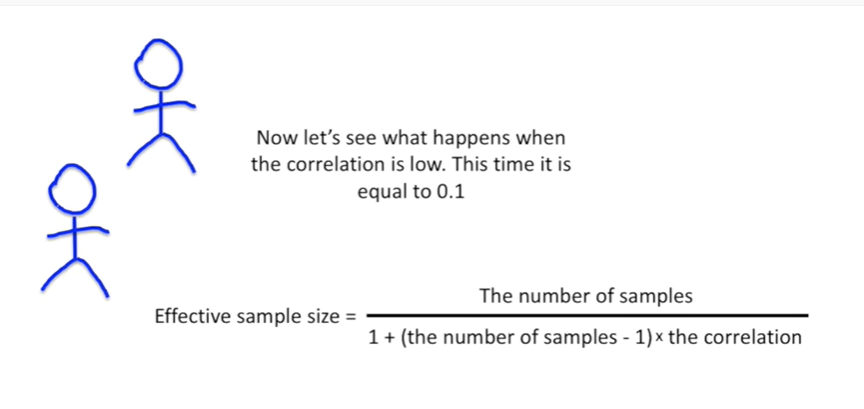 Now let's see what happens when
the correlation is low. This time it is
equal to 0.1
The number of samples
Effective sample size =
1 + (the number of samples - 1) x the correlation